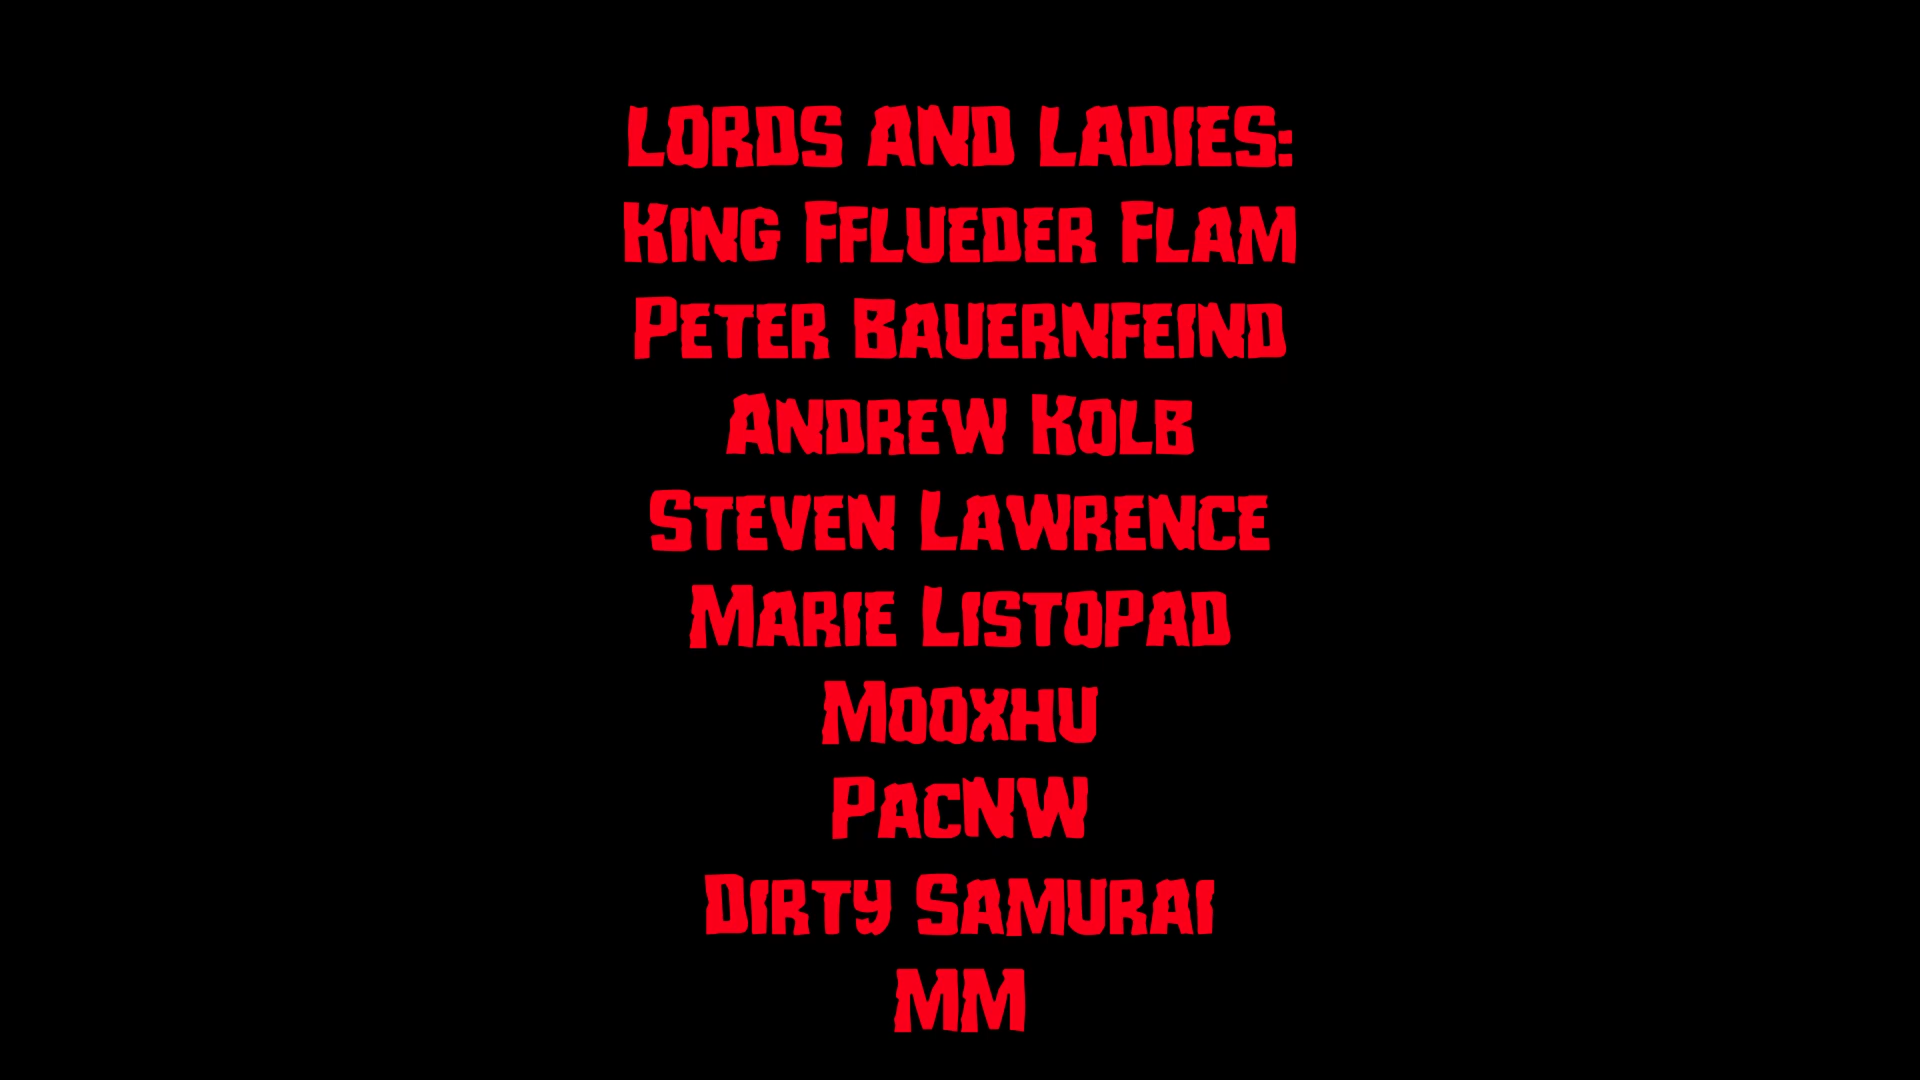 LORDS AND LADIES:
King Fflueder Flam
Peter Bauernfeind
Andrew Kolb
Steven Lawrence
Marie Listopad
Mooxhu
PacNW
Dirty Samurai
MM